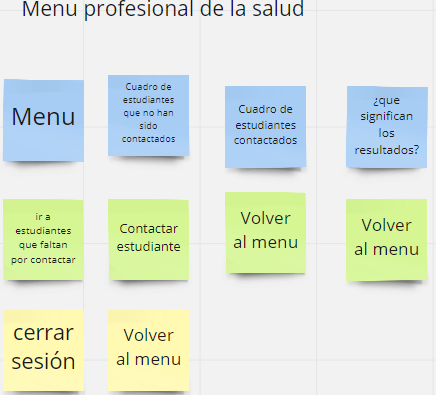 Menu profesional de la salud
Menu
Cuadro de
estudiantes
que no han
sido
contactados
Cuadro de
estudiantes
contactados
¿que
significan
los
resultados?
ir a
estudiantes
que faltan
por contactar
Contactar
estudiante
Volver
al menu
Volver
al menu
cerrar
sesión
Volver
al menu